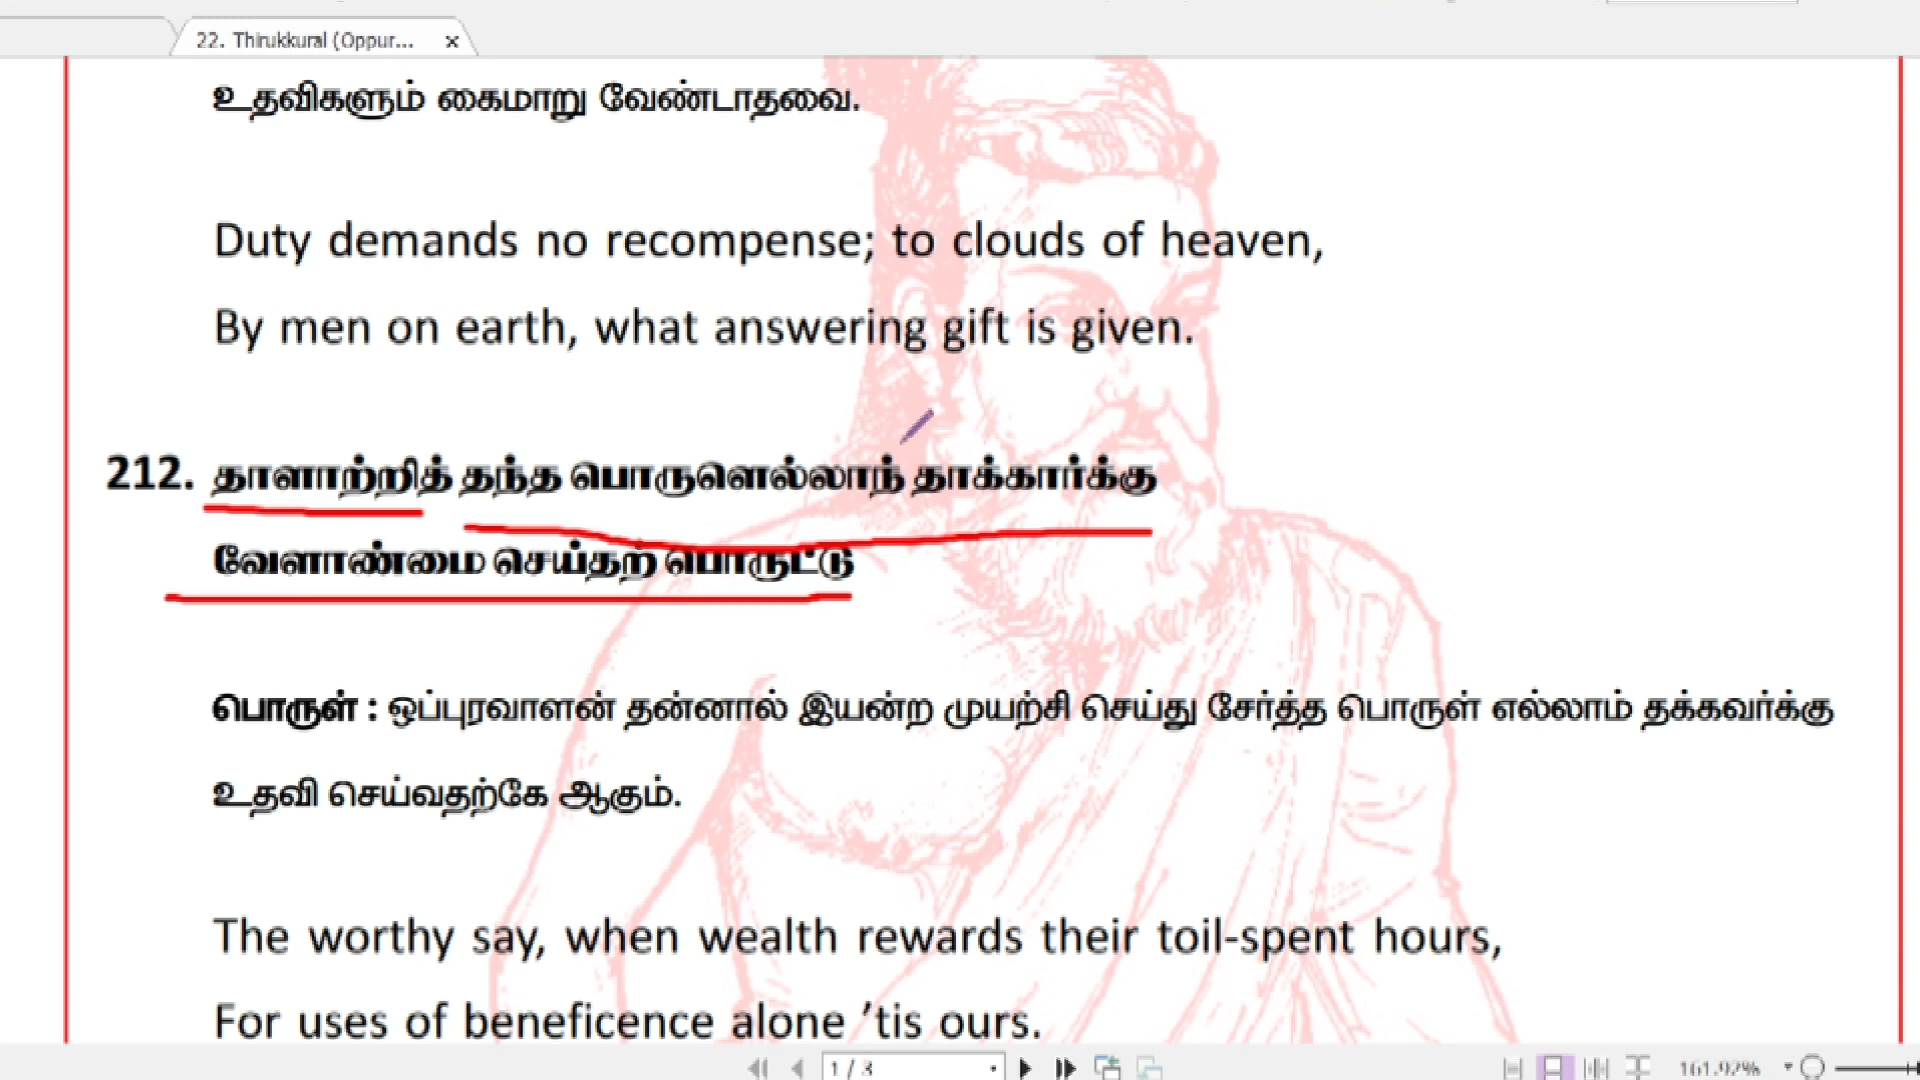 22. Thirukkural (Oppur...
உதவிகளும் கைமாறு வேண்டாதவை.
Duty demands no recompense; to clouds of heaven,
By men on earth, what answering gift is given.
212. தாளாற்றித் தந்த பொருளெல்லாந் தாக்கார்க்கு
வேளாண்மை செய்தற் பொருட்டு
பொருள் : ஒப்புரவாளன் தன்னால் இயன்ற முயற்சி செய்து சேர்த்த பொருள் எல்லாம் தக்கவர்க்கு
உதவி செய்வதற்கே ஆகும்.
The worthy say, when wealth rewards their toil-spent hours,
For uses of beneficence alone ’tis ours.
1 / 3
161.92%